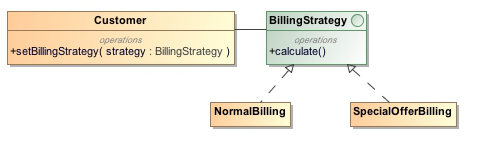 Customer
operations
+setBillingStrategy( strategy : BillingStrategy )
BillingStrategy
operations
+calculate()
NormalBilling
SpecialOfferBilling